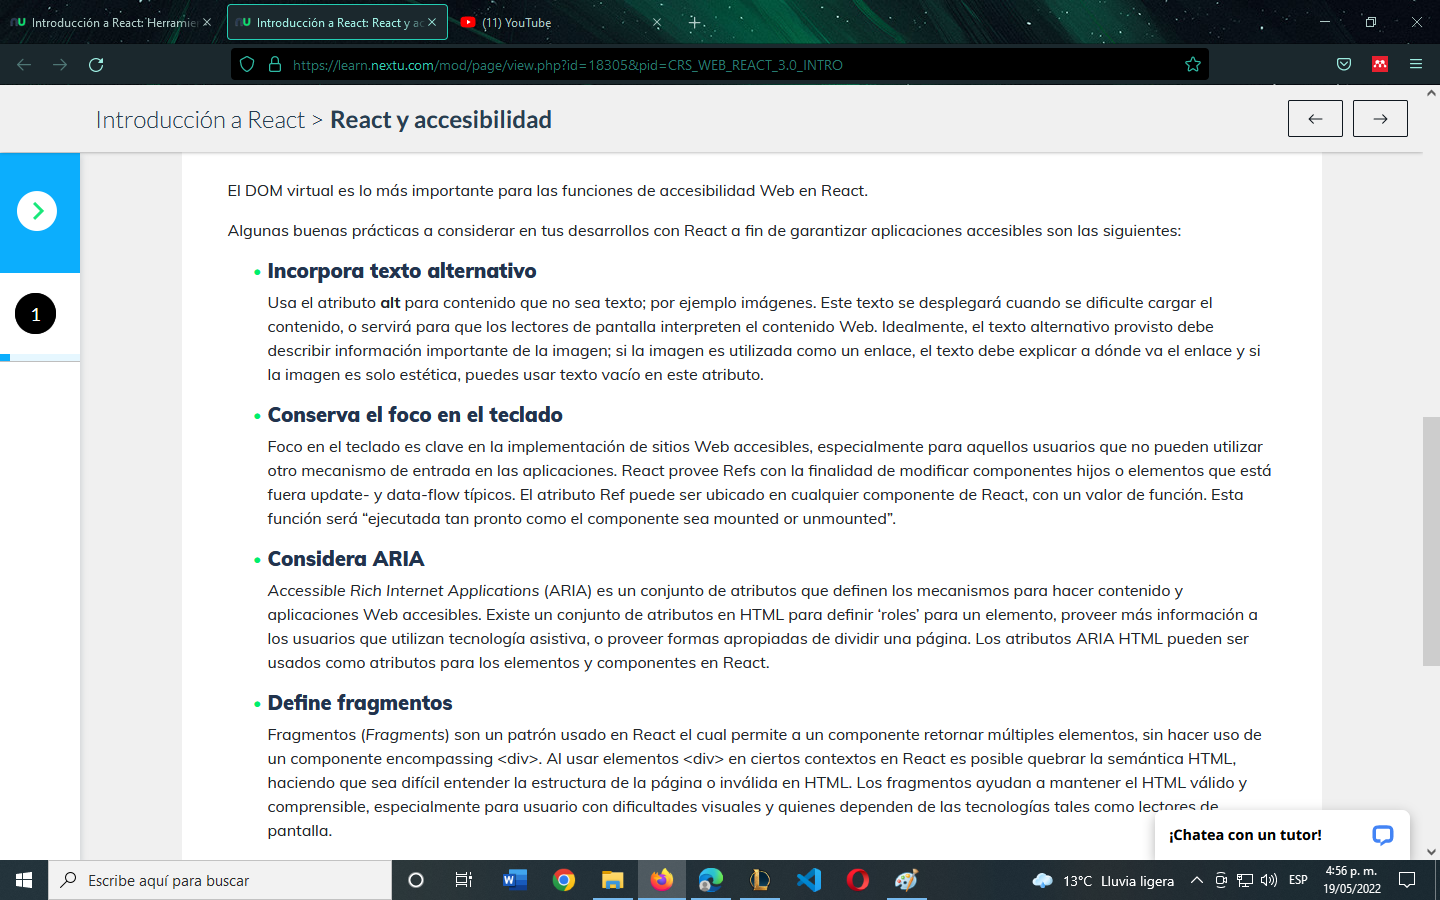 Introducción a React: Herramie
Introducción a React: React y ac
(11) YouTube
https://learn.nextu.com/mod/page/view.php?id=18305&pid=CRS_WEB_REACT_3.0_INTRO
Introducción a React > React y accesibilidad
1
El DOM virtual es lo más importante para las funciones de accesibilidad Web en React.
Algunas buenas prácticas a considerar en tus desarrollos con React a fin de garantizar aplicaciones accesibles son las siguientes:
• Incorpora texto alternativo
Usa el atributo alt para contenido que no sea texto; por ejemplo imágenes. Este texto se desplegará cuando se dificulte cargar el
contenido, o servirá para que los lectores de pantalla interpreten el contenido Web. Idealmente, el texto alternativo provisto debe
describir información importante de la imagen; si la imagen es utilizada como un enlace, el texto debe explicar a dónde va el enlace y si
la imagen es solo estética, puedes usar texto vacío en este atributo.
• Conserva el foco en el teclado
Foco en el teclado es clave en la implementación de sitios Web accesibles, especialmente para aquellos usuarios que no pueden utilizar
otro mecanismo de entrada en las aplicaciones. React provee Refs con la finalidad de modificar componentes hijos o elementos que está
fuera update- y data-flow típicos. El atributo Ref puede ser ubicado en cualquier componente de React, con un valor de función. Esta
función será “ejecutada tan pronto como el componente sea mounted or unmounted”.
• Considera ARIA
Accessible Rich Internet Applications (ARIA) es un conjunto de atributos que definen los mecanismos para hacer contenido y
aplicaciones Web accesibles. Existe un conjunto de atributos en HTML para definir ‘roles’ para un elemento, proveer más información a
los usuarios que utilizan tecnología asistiva, o proveer formas apropiadas de dividir una página. Los atributos ARIA HTML pueden ser
usados como atributos para los elementos y componentes en React.
• Define fragmentos
Fragmentos (Fragments) son un patrón usado en React el cual permite a un componente retornar múltiples elementos, sin hacer uso de
un componente encompassing <div>. Al usar elementos <div> en ciertos contextos en React es posible quebrar la semántica HTML,
haciendo que sea difícil entender la estructura de la página o inválida en HTML. Los fragmentos ayudan a mantener el HTML válido y
comprensible, especialmente para usuario con dificultades visuales y quienes dependen de las tecnologías tales como lectores de
pantalla.
¡Chatea con un tutor!
Escribe aquí para buscar
13°C Lluvia ligera
ESP
4:56 p. m.
19/05/2022